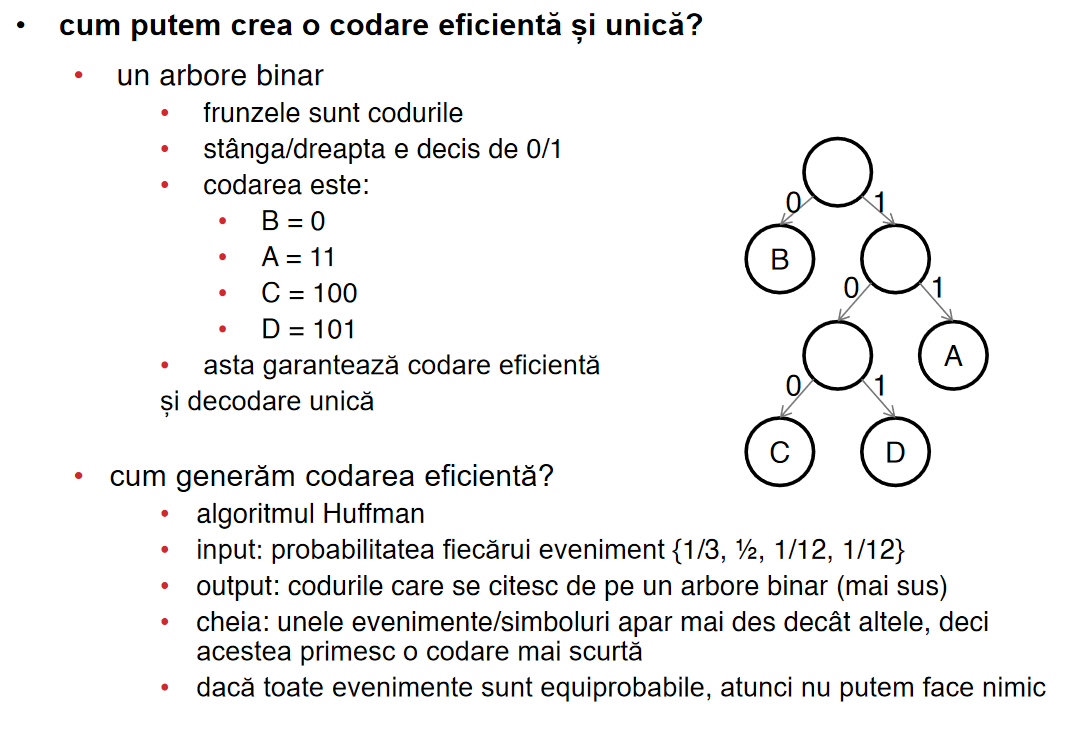 • cum putem crea o codare eficientă și unică?
• un arbore binar
• frunzele sunt codurile
• stânga/dreapta e decis de 0/1
• codarea este:
• B = 0
• A = 11
• C = 100
• D = 101
• asta garantează codare eficientă
și decodare unică
• cum generăm codarea eficientă?
• algoritmul Huffman
• input: probabilitatea fiecărui eveniment {1/3, ½, 1/12, 1/12}
• output: codurile care se citesc de pe un arbore binar (mai sus)
• cheia: unele evenimente/simboluri apar mai des decât altele, deci
acestea primesc o codare mai scurtă
• dacă toate evenimente sunt equiprobabile, atunci nu putem face nimic
0 1
B
0 1
A
0 1
C D